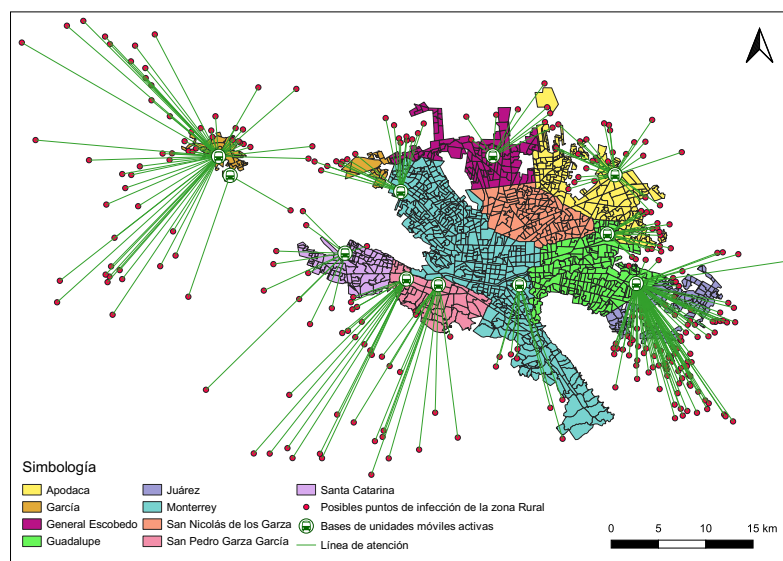 Simbología
Apodaca
García
General Escobedo
Guadalupe
Juárez
Monterrey
San Nicolás de los Garza
San Pedro Garza García
Santa Catarina
Posibles puntos de infección de la zona Rural
Bases de unidades móviles activas
Línea de atención
0 5 10 15 km